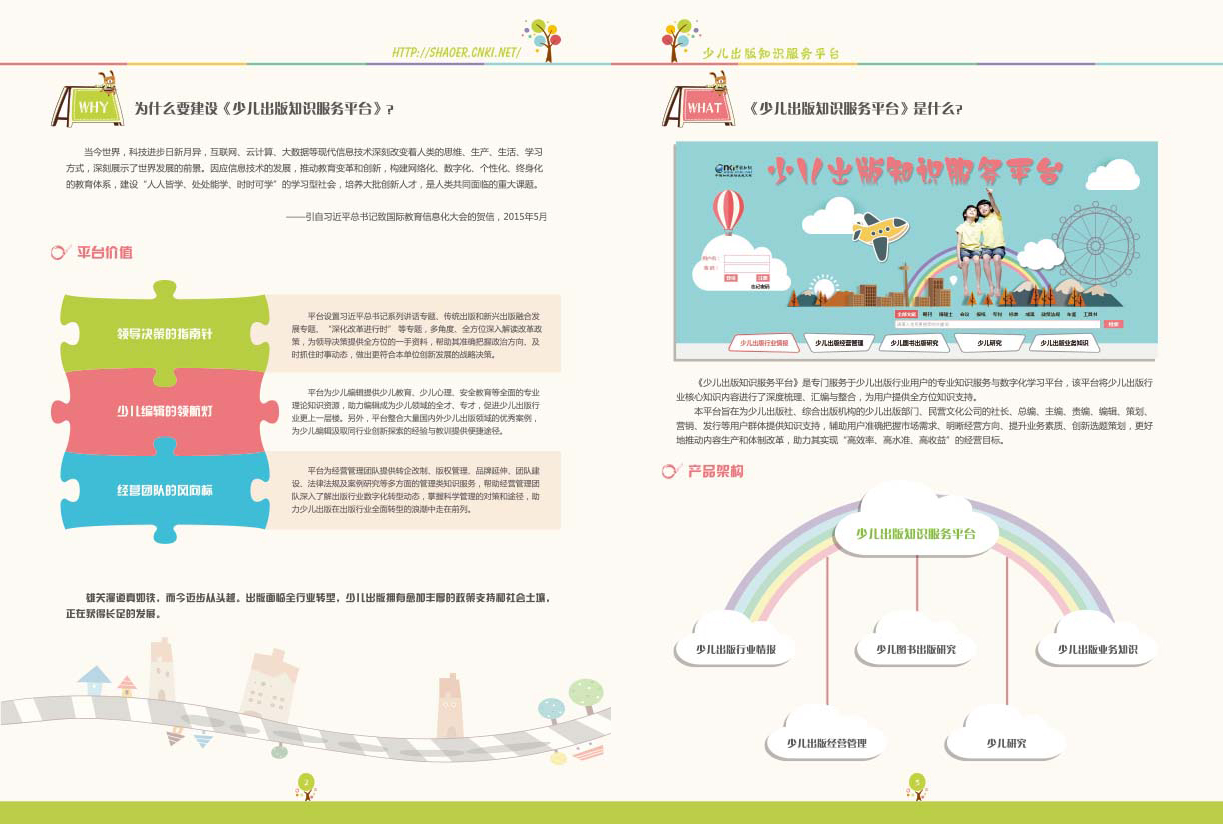 HTTP://SHAOER.CNKI.NET/
WHY
为什么要建设《少儿出版知识服务平台》?
当今世界，科技进步日新月异，互联网、云计算、大数据等现代信息技术深刻改变着人类的思维、生产、生活、学习
方式，深刻展示了世界发展的前景。因应信息技术的发展，推动教育变革和创新，构建网络化、数字化、个性化、终身化
的教育体系，建设“人人皆学、处处能学、时时可学”的学习型社会，培养大批创新人才，是人类共同面临的重大课题。
——引自习近平总书记致国际教育信息化大会的贺信，2015年5月
平台价值
领导决策的指南针
平台设置习近平总书记系列讲话专题、传统出版和新兴出版融合发
展专题、“深化改革进行时”等专题，多角度、全方位深入解读改革政
策，为领导决策提供全方位的一手资料，帮助其准确把握政治方向、及
时抓住时事动态，做出更符合本单位创新发展的战略决策。
少儿编辑的领航灯
平台为少儿编辑提供少儿教育、少儿心理、安全教育等全面的专业
理论知识资源，助力编辑成为少儿领域的全才、专才，促进少儿出版行
业更上一层楼。另外，平台整合大量国内外少儿出版领域的优秀案例，
为少儿编辑汲取同行业创新探索的经验与教训提供便捷途径。
经营团队的风向标
平台为经营管理团队提供转企改制、版权管理、品牌延伸、团队建
设、法律法规及案例研究等多方面的管理类知识服务，帮助经营管理团
队深入了解出版行业数字化转型动态，掌握科学管理的对策和途径，助
力少儿出版在出版行业全面转型的浪潮中走在前列。
雄关漫道真如铁，而今迈步从头越。出版面临全行业转型，少儿出版拥有愈加丰厚的政策支持和社会土壤，
正在获得长足的发展。
2
少儿出版知识服务平台
WHAT
《少儿出版知识服务平台》是什么?
少儿出版知识服务平台
忘记密码
少儿出版行业情报
少儿出版经营管理
少儿图书出版研究
少儿研究
少儿出版业务知识
《少儿出版知识服务平台》是专门服务于少儿出版行业用户的专业知识服务与数字化学习平台，该平台将少儿出版行
业核心知识内容进行了深度梳理、汇编与整合，为用户提供全方位知识支持。
本平台旨在为少儿出版社、综合出版机构的少儿出版部门、民营文化公司的社长、总编、主编、责编、编辑、策划、
营销、发行等用户群体提供知识支持，辅助用户准确把握市场需求、明晰经营方向、提升业务素质、创新选题策划，更好
地推动内容生产和体制改革，助力其实现“高效率、高水准、高收益”的经营目标。
产品架构
少儿出版知识服务平台
少儿出版行业情报
少儿图书出版研究
少儿出版业务知识
少儿出版经营管理
少儿研究